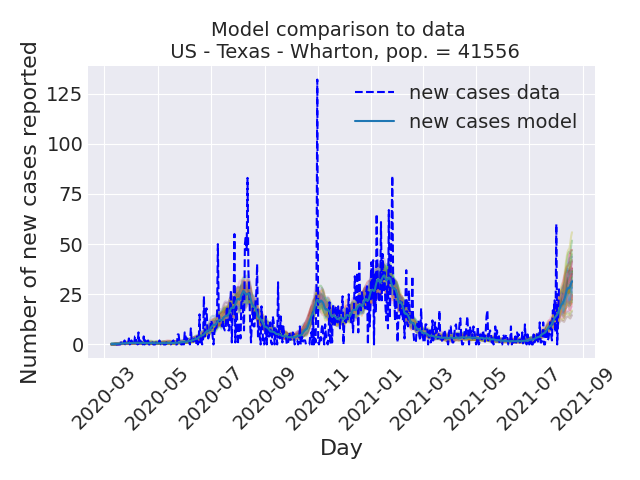 Model comparison to data
US - Texas - Wharton, pop. = 41556
Number of new cases reported
125
100
75
50
25
0
new cases data
new cases model
2020-03
2020-05
2020-07
2020-09
2020-11
2021-01
2021-03
2021-05
2021-07
2021-09
Day